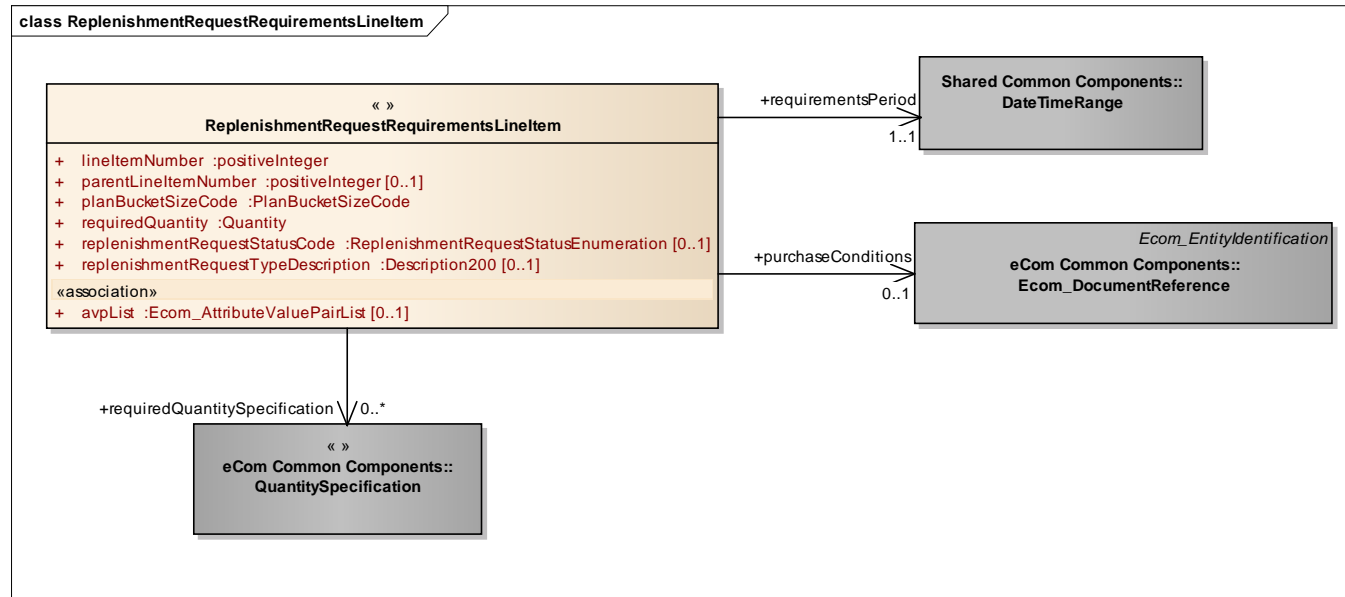 class ReplenishmentRequestRequirementsLineItem
« »
ReplenishmentRequestRequirementsLineItem
+ lineItemNumber :positiveInteger
+ parentLineItemNumber :positiveInteger [0..1]
+ planBucketSizeCode :PlanBucketSizeCode
+ requiredQuantity :Quantity
+ replenishmentRequestStatusCode :ReplenishmentRequestStatusEnumeration [0..1]
+ replenishmentRequestTypeDescription :Description200 [0..1]
«association»
+ avpList :Ecom_AttributeValuePairList [0..1]
+requirementsPeriod
1..1
Shared Common Components::
DateTimeRange
+purchaseConditions
0..1
Ecom_EntityIdentification
eCom Common Components::
Ecom_DocumentReference
+requiredQuantitySpecification
0..*
« »
eCom Common Components::
QuantitySpecification